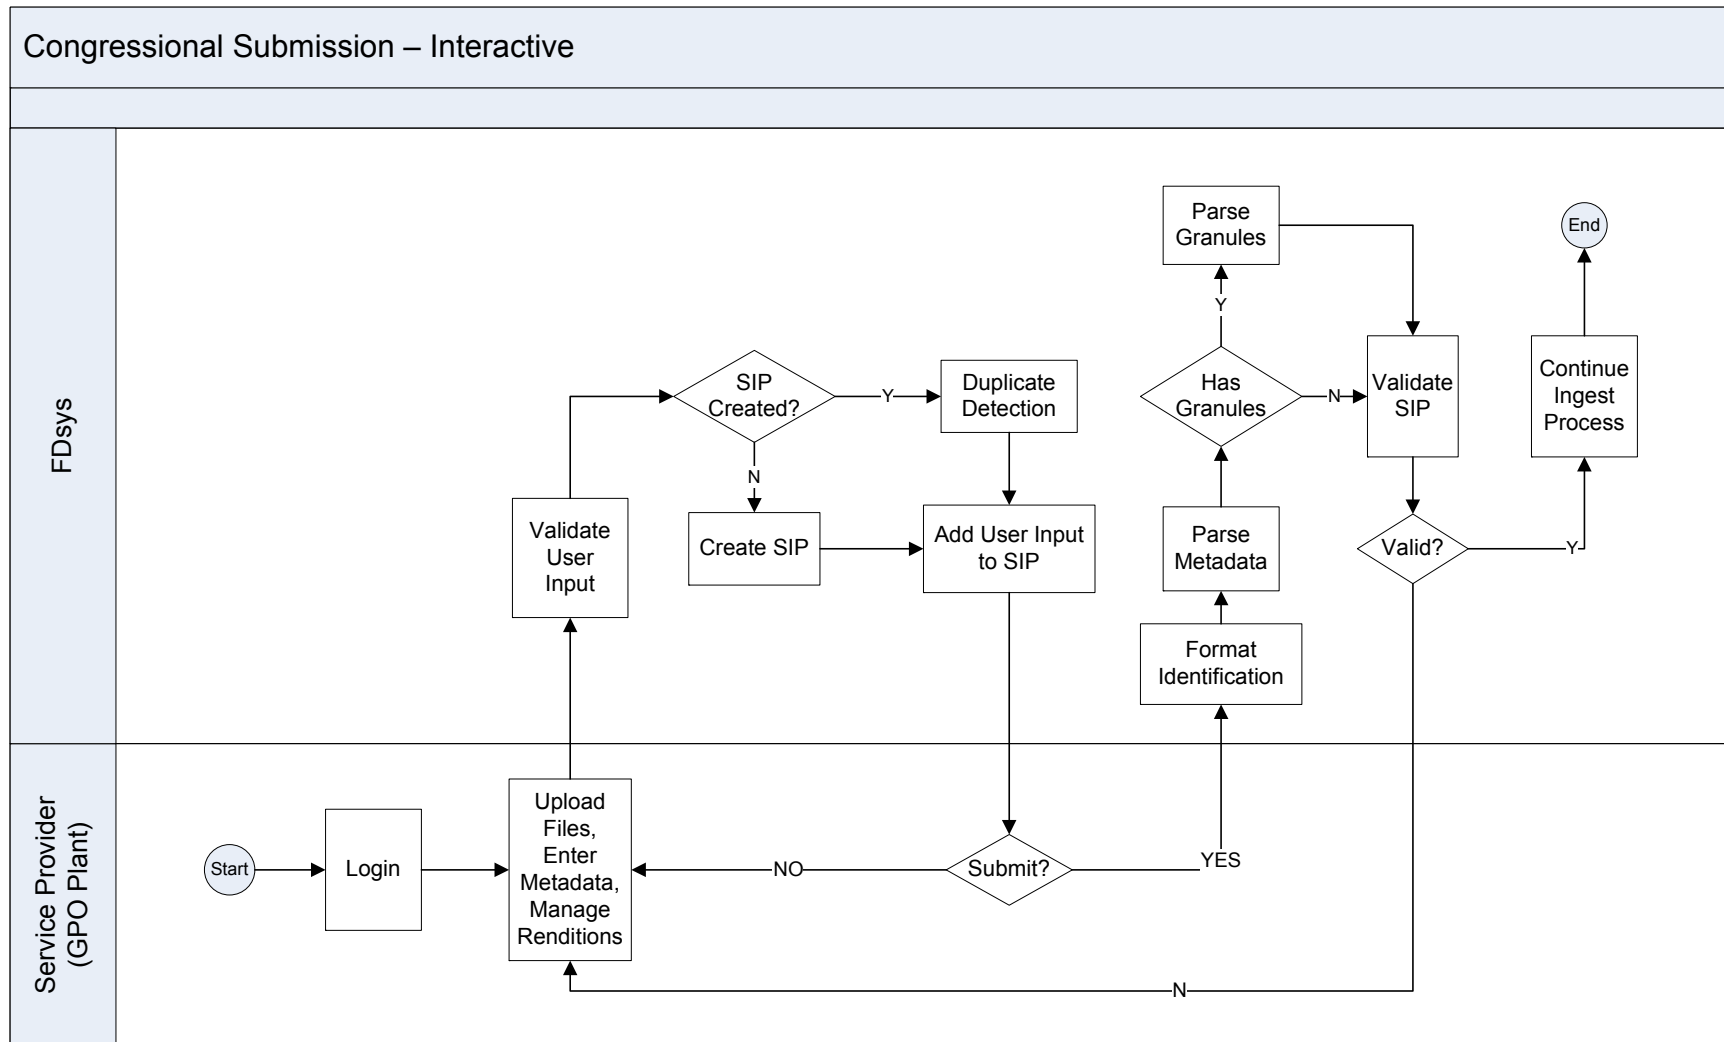 Congressional Submission – Interactive
FDsys
Parse
Granules
End
Y
SIP
Created?
Y
Duplicate
Detection
Has
Granules
N
Validate
SIP
Continue
Ingest
Process
N
Validate
User
Input
Create SIP
Add User Input
to SIP
Parse
Metadata
Valid?
Y
Format
Identification
Service Provider
(GPO Plant)
Start
Login
Upload
Files,
Enter
Metadata,
Manage
Renditions
NO
Submit?
YES
N